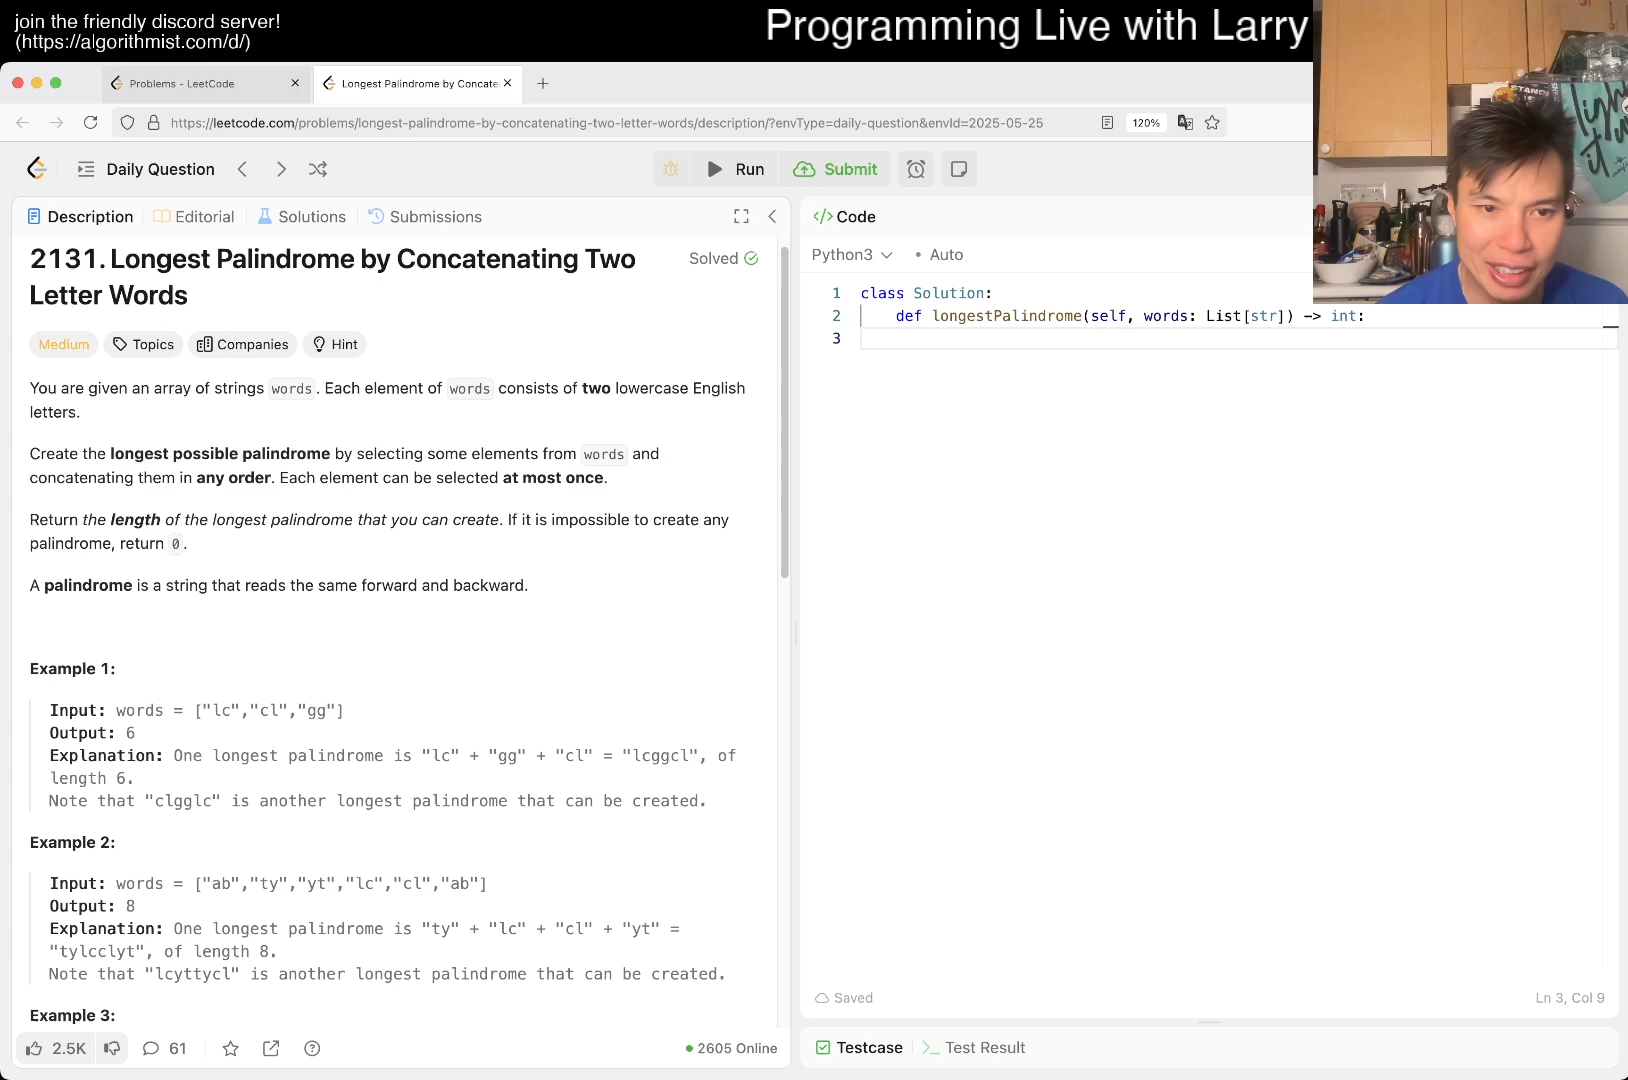 join the friendly discord server!
(https://algorithmist.com/d/)
Programming Live with Larry
Problems - LeetCode
Longest Palindrome by Concate
https://leetcode.com/problems/longest-palindrome-by-concatenating-two-letter-words/description/?envType=daily-question&envId=2025-05-25
120%
Daily Question
Run
Submit
Description
Editorial
Solutions
Submissions
2131. Longest Palindrome by Concatenating Two
Letter Words
Solved
Medium
Topics
Companies
Hint
You are given an array of strings words. Each element of words consists of two lowercase English
letters.
Create the longest possible palindrome by selecting some elements from words and
concatenating them in any order. Each element can be selected at most once.
Return the length of the longest palindrome that you can create. If it is impossible to create any
palindrome, return 0.
A palindrome is a string that reads the same forward and backward.
Example 1:
Input: words = ["lc","cl","gg"]
Output: 6
Explanation: One longest palindrome is "lc" + "gg" + "cl" = "lcggcl", of
length 6.
Note that "clgglc" is another longest palindrome that can be created.
Example 2:
Input: words = ["ab","ty","yt","lc","cl","ab"]
Output: 8
Explanation: One longest palindrome is "ty" + "lc" + "cl" + "yt" =
"tylcclyt", of length 8.
Note that "lcyttycl" is another longest palindrome that can be created.
Example 3:
2.5K
61
2605 Online
</> Code
Python3
• Auto
1 class Solution:
2 def longestPalindrome(self, words: List[str]) -> int:
3
Saved
Ln 3, Col 9
Testcase
Test Result